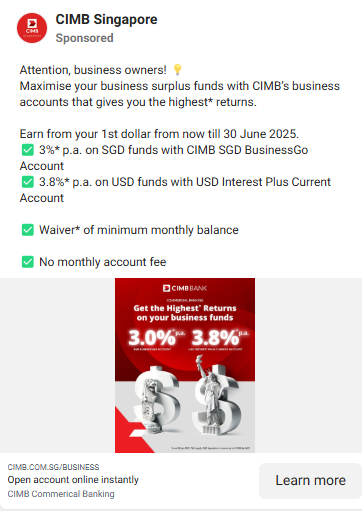 CIMB Singapore
Sponsored
Attention, business owners! 💡
Maximise your business surplus funds with CIMB's business
accounts that gives you the highest* returns.
Earn from your 1st dollar from now till 30 June 2025.
✅ 3%* p.a. on SGD funds with CIMB SGD BusinessGo
Account
✅ 3.8%* p.a. on USD funds with USD Interest Plus Current
Account
✅ Waiver* of minimum monthly balance
✅ No monthly account fee
CIMB BANK
Get the Highest* Returns
on your business funds
3.0% p.a. 3.8% p.a.
CIMB.COM.SG/BUSINESS
Open account online instantly
CIMB Commerical Banking
Learn more